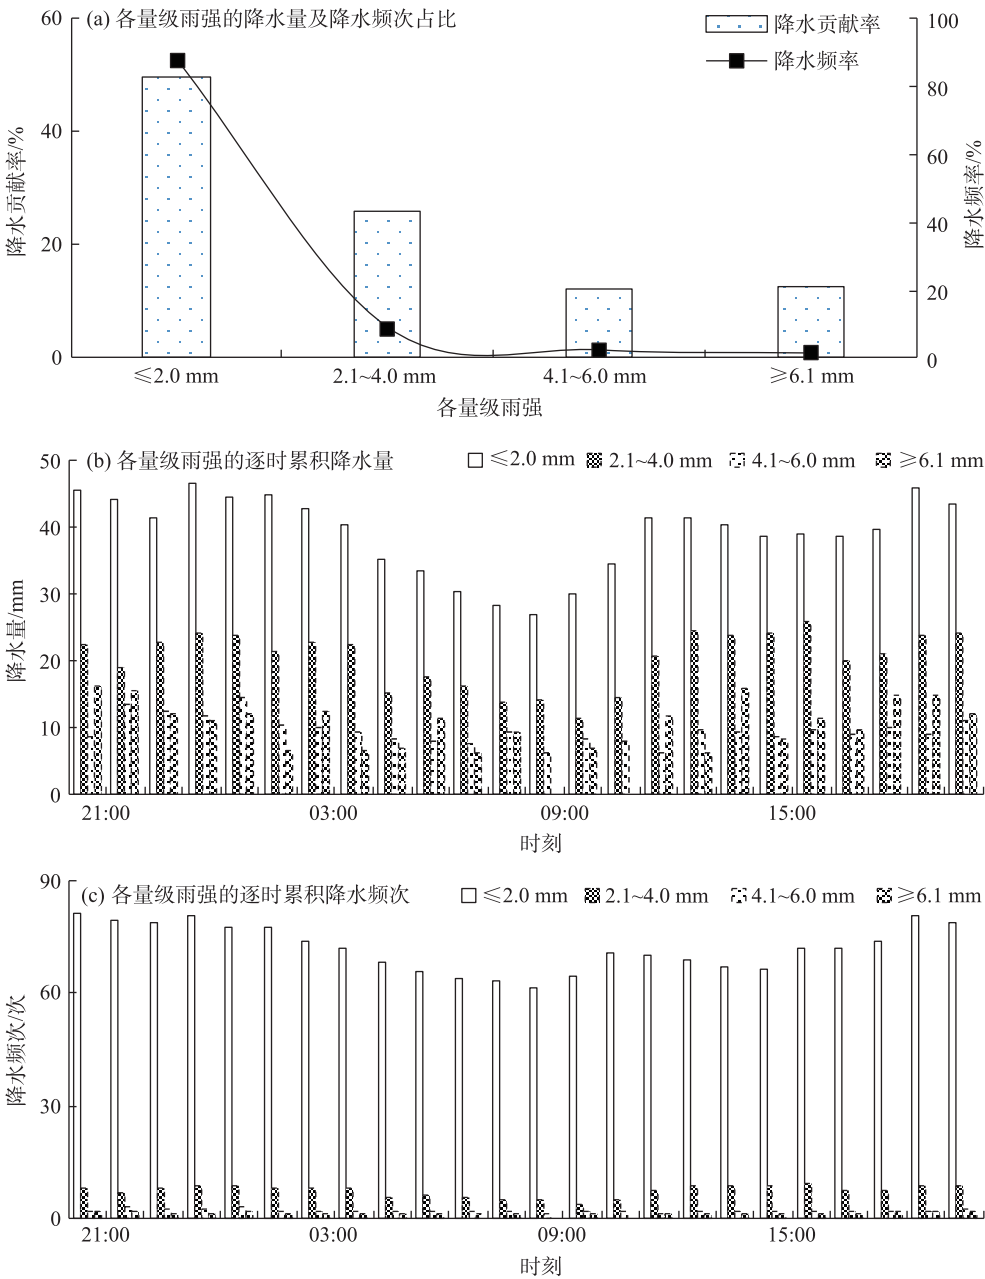 (a) 各量级雨强的降水量及降水频次占比
降水贡献率
降水频率
60
40
20
0
降水贡献率/%
100
80
60
40
20
0
降水频率/%
≤2.0 mm 2.1~4.0 mm 4.1~6.0 mm ≥6.1 mm
各量级雨强
(b) 各量级雨强的逐时累积降水量
≤2.0 mm 2.1~4.0 mm 4.1~6.0 mm ≥6.1 mm
50
40
30
20
10
0
降水量/mm
21:00 03:00 09:00 15:00
时刻
(c) 各量级雨强的逐时累积降水频次
≤2.0 mm 2.1~4.0 mm 4.1~6.0 mm ≥6.1 mm
90
60
30
0
降水频次/次
21:00 03:00 09:00 15:00
时刻